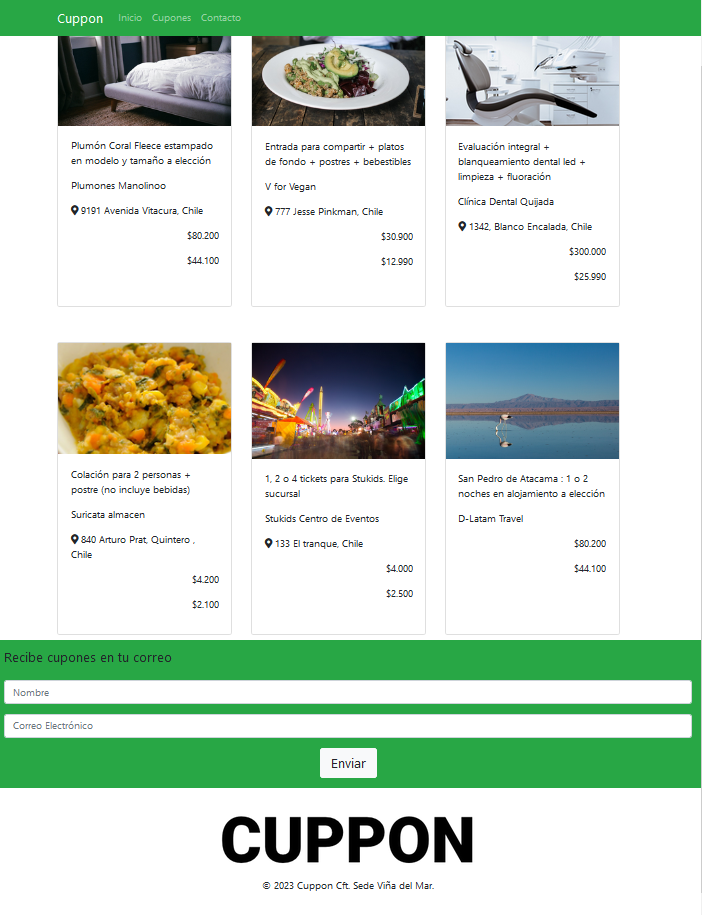 Cuppon Inicio Cupones Contacto
Plumón Coral Fleece estampado
en modelo y tamaño a elección
Plumones Manolinoo
9191 Avenida Vitacura, Chile
$80.200
$44.100
Entrada para compartir + platos
de fondo + postres + bebestibles
V for Vegan
777 Jesse Pinkman, Chile
$30.900
$12.990
Evaluación integral +
blanqueamiento dental led +
limpieza + fluoración
Clínica Dental Quijada
1342, Blanco Encalada, Chile
$300.000
$25.990
Colación para 2 personas +
postre (no incluye bebidas)
Suricata almacen
840 Arturo Prat, Quintero ,
Chile
$4.200
$2.100
1, 2 o 4 tickets para Stukids. Elige
sucursal
Stukids Centro de Eventos
133 El tranque, Chile
$4.000
$2.500
San Pedro de Atacama : 1 o 2
noches en alojamiento a elección
D-Latam Travel
$80.200
$44.100
Recibe cupones en tu correo
Nombre
Correo Electrónico
Enviar
CUPPON
© 2023 Cuppon Cft. Sede Viña del Mar.